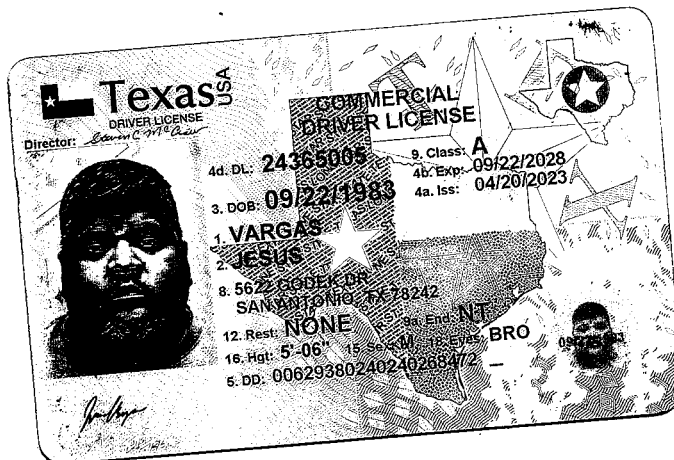 Texas USA
DRIVER LICENSE
Director:
COMMERCIAL
DRIVER LICENSE
4d. DL: 24365005
9. Class: A
3. DOB: 09/22/1983
4b. Exp: 09/22/2028
4a. Iss: 04/20/2023
1. VARGAS
2. JESUS
8. 5622 GODEK DR
SAN ANTONIO, TX 78242
12. Rest: NONE
9a. End: NT
16. Hgt: 5'-06"
15. Sex: M
18. Eyes: BRO
5. DD: 00629380240240268472